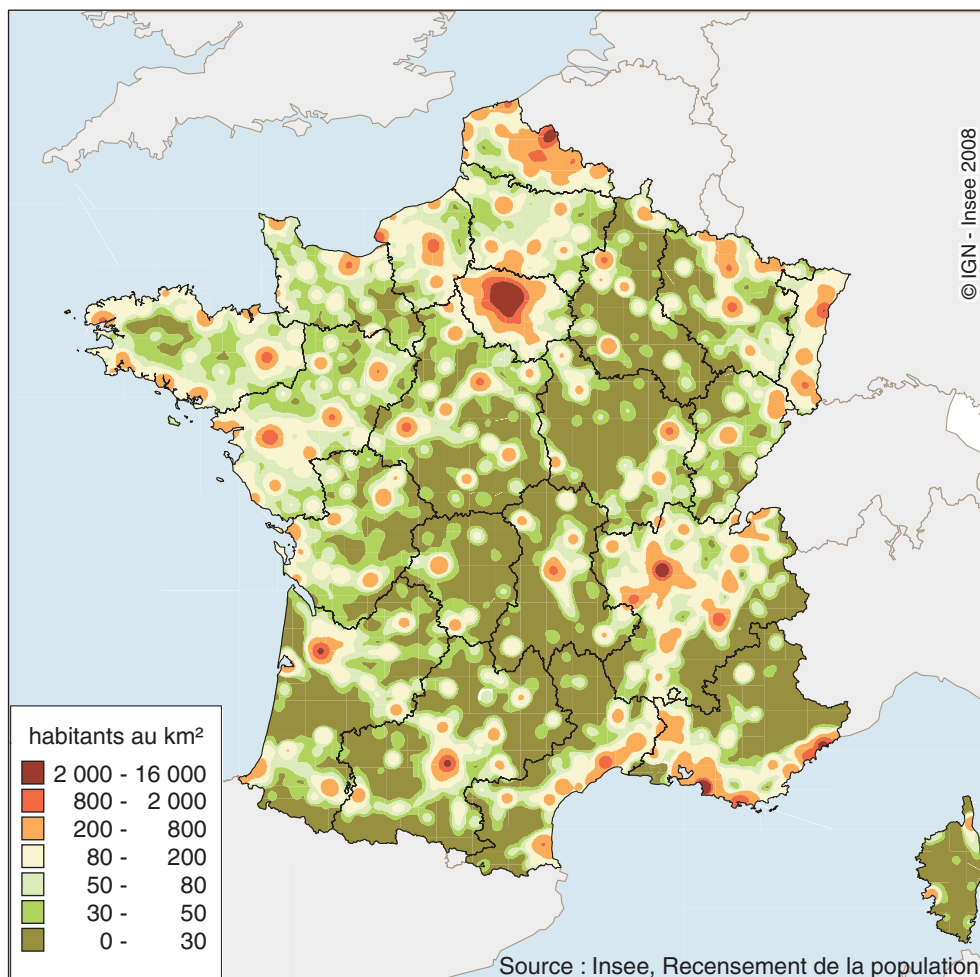 © IGN - Insee 2008
habitants au km²
2 000 - 16 000
800 - 2 000
200 - 800
80 - 200
50 - 80
30 - 50
0 - 30
Source : Insee, Recensement de la population